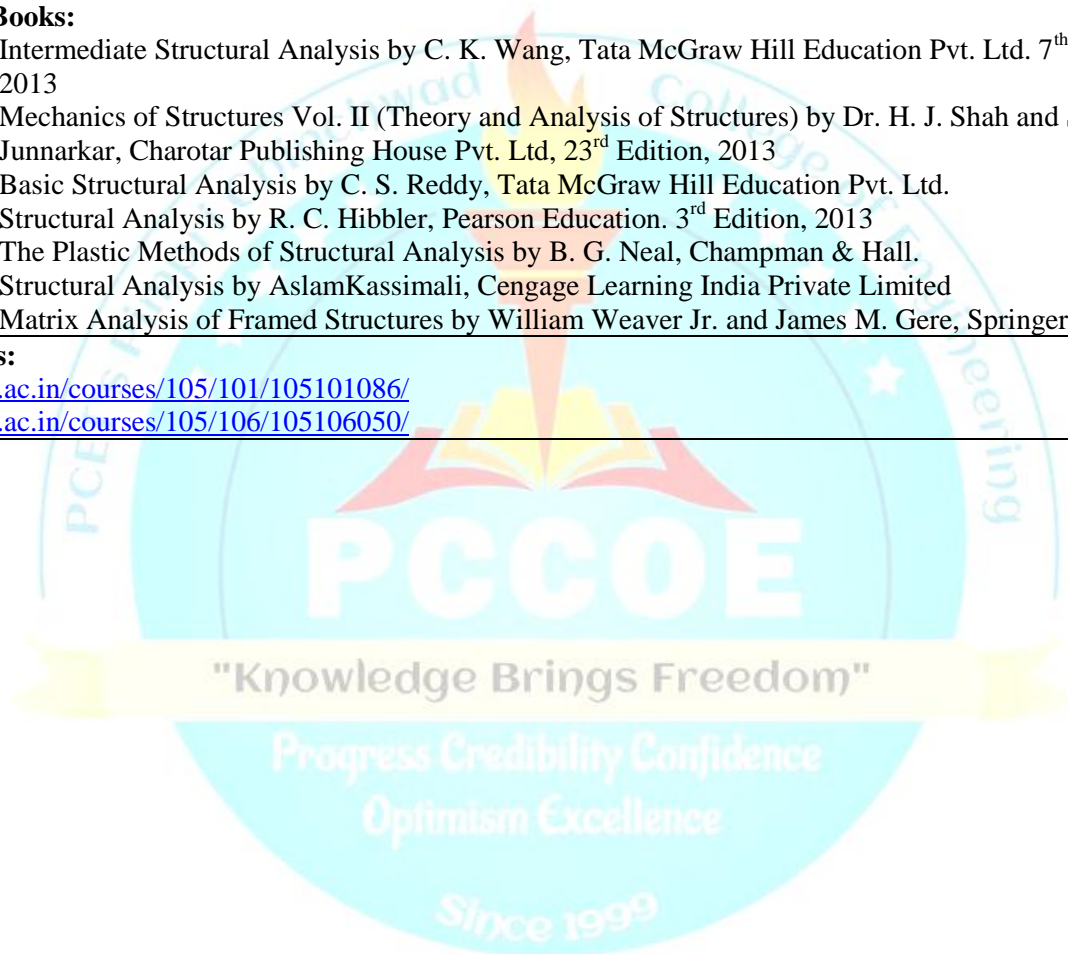 Books:
Intermediate Structural Analysis by C. K. Wang, Tata McGraw Hill Education Pvt. Ltd. 7th
2013
Mechanics of Structures Vol. II (Theory and Analysis of Structures) by Dr. H. J. Shah and
Junnarkar, Charotar Publishing House Pvt. Ltd, 23rd Edition, 2013
Basic Structural Analysis by C. S. Reddy, Tata McGraw Hill Education Pvt. Ltd.
Structural Analysis by R. C. Hibbler, Pearson Education. 3rd Edition, 2013
The Plastic Methods of Structural Analysis by B. G. Neal, Champman & Hall.
Structural Analysis by AslamKassimali, Cengage Learning India Private Limited
Matrix Analysis of Framed Structures by William Weaver Jr. and James M. Gere, Springer
s:
.ac.in/courses/105/101/105101086/
.ac.in/courses/105/106/105106050/
College of Engineering
PCCOE
"Knowledge Brings Freedom"
Progress Credibility Confidence
Optimism Excellence
Since 1999